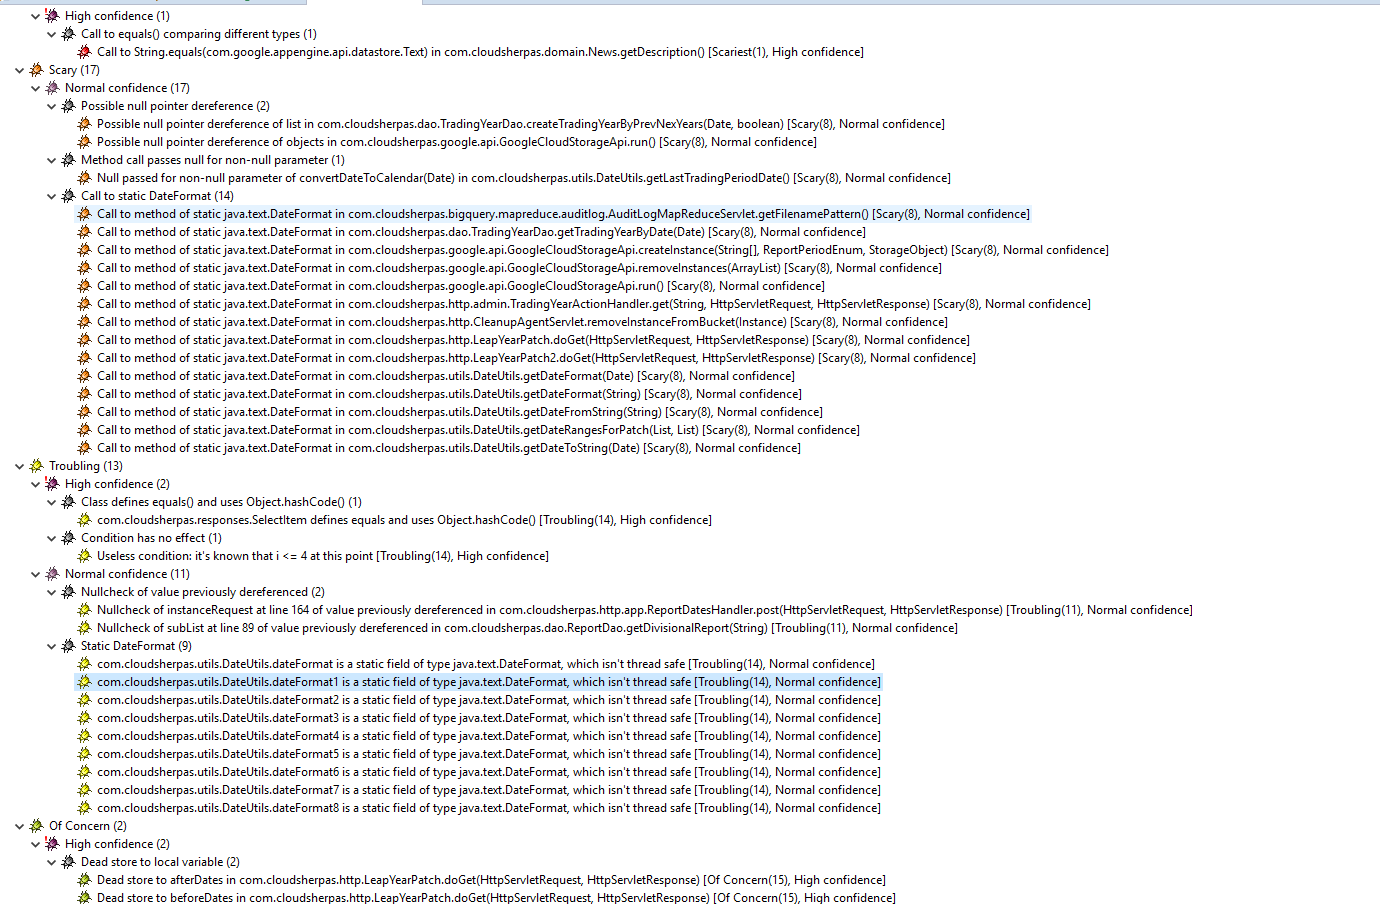 High confidence (1)
Call to equals() comparing different types (1)
Call to String.equals(com.google.appengine.api.datastore.Text) in com.cloudsherpas.domain.News.getDescription() [Scariest(1), High confidence]
Scary (17)
Normal confidence (17)
Possible null pointer dereference (2)
Possible null pointer dereference of list in com.cloudsherpas.dao.TradingYearDao.createTradingYearByPrevNexYears(Date, boolean) [Scary(8), Normal confidence]
Possible null pointer dereference of objects in com.cloudsherpas.google.api.GoogleCloudStorageApi.run() [Scary(8), Normal confidence]
Method call passes null for non-null parameter (1)
Null passed for non-null parameter of convertDateToCalendar(Date) in com.cloudsherpas.utils.DateUtils.getLastTradingPeriodDate() [Scary(8), Normal confidence]
Call to static DateFormat (14)
Call to method of static java.text.DateFormat in com.cloudsherpas.bigquery.mapreduce.auditlog.AuditLogMapReduceServlet.getFilenamePattern() [Scary(8), Normal confidence]
Call to method of static java.text.DateFormat in com.cloudsherpas.dao.TradingYearDao.getTradingYearByDate(Date) [Scary(8), Normal confidence]
Call to method of static java.text.DateFormat in com.cloudsherpas.google.api.GoogleCloudStorageApi.createInstance(String[], ReportPeriodEnum, StorageObject) [Scary(8), Normal confidence]
Call to method of static java.text.DateFormat in com.cloudsherpas.google.api.GoogleCloudStorageApi.removeInstances(ArrayList) [Scary(8), Normal confidence]
Call to method of static java.text.DateFormat in com.cloudsherpas.google.api.GoogleCloudStorageApi.run() [Scary(8), Normal confidence]
Call to method of static java.text.DateFormat in com.cloudsherpas.http.admin.TradingYearActionHandler.get(String, HttpServletRequest, HttpServletResponse) [Scary(8), Normal confidence]
Call to method of static java.text.DateFormat in com.cloudsherpas.http.CleanupAgentServlet.removeInstanceFromBucket(Instance) [Scary(8), Normal confidence]
Call to method of static java.text.DateFormat in com.cloudsherpas.http.LeapYearPatch.doGet(HttpServletRequest, HttpServletResponse) [Scary(8), Normal confidence]
Call to method of static java.text.DateFormat in com.cloudsherpas.http.LeapYearPatch2.doGet(HttpServletRequest, HttpServletResponse) [Scary(8), Normal confidence]
Call to method of static java.text.DateFormat in com.cloudsherpas.utils.DateUtils.getDateFormat(Date) [Scary(8), Normal confidence]
Call to method of static java.text.DateFormat in com.cloudsherpas.utils.DateUtils.getDateFormat(String) [Scary(8), Normal confidence]
Call to method of static java.text.DateFormat in com.cloudsherpas.utils.DateUtils.getDateFromString(String) [Scary(8), Normal confidence]
Call to method of static java.text.DateFormat in com.cloudsherpas.utils.DateUtils.getDateRangesForPatch(List, List) [Scary(8), Normal confidence]
Call to method of static java.text.DateFormat in com.cloudsherpas.utils.DateUtils.getDateToString(Date) [Scary(8), Normal confidence]
Troubling (13)
High confidence (2)
Class defines equals() and uses Object.hashCode() (1)
com.cloudsherpas.responses.SelectItem defines equals and uses Object.hashCode() [Troubling(14), High confidence]
Condition has no effect (1)
Useless condition: it's known that i <= 4 at this point [Troubling(14), High confidence]
Normal confidence (11)
Nullcheck of value previously dereferenced (2)
Nullcheck of instanceRequest at line 164 of value previously dereferenced in com.cloudsherpas.http.app.ReportDatesHandler.post(HttpServletRequest, HttpServletResponse) [Troubling(11), Normal confidence]
Nullcheck of subList at line 89 of value previously dereferenced in com.cloudsherpas.dao.ReportDao.getDivisionalReport(String) [Troubling(11), Normal confidence]
Static DateFormat (9)
com.cloudsherpas.utils.DateUtils.dateFormat is a static field of type java.text.DateFormat, which isn't thread safe [Troubling(14), Normal confidence]
com.cloudsherpas.utils.DateUtils.dateFormat1 is a static field of type java.text.DateFormat, which isn't thread safe [Troubling(14), Normal confidence]
com.cloudsherpas.utils.DateUtils.dateFormat2 is a static field of type java.text.DateFormat, which isn't thread safe [Troubling(14), Normal confidence]
com.cloudsherpas.utils.DateUtils.dateFormat3 is a static field of type java.text.DateFormat, which isn't thread safe [Troubling(14), Normal confidence]
com.cloudsherpas.utils.DateUtils.dateFormat4 is a static field of type java.text.DateFormat, which isn't thread safe [Troubling(14), Normal confidence]
com.cloudsherpas.utils.DateUtils.dateFormat5 is a static field of type java.text.DateFormat, which isn't thread safe [Troubling(14), Normal confidence]
com.cloudsherpas.utils.DateUtils.dateFormat6 is a static field of type java.text.DateFormat, which isn't thread safe [Troubling(14), Normal confidence]
com.cloudsherpas.utils.DateUtils.dateFormat7 is a static field of type java.text.DateFormat, which isn't thread safe [Troubling(14), Normal confidence]
com.cloudsherpas.utils.DateUtils.dateFormat8 is a static field of type java.text.DateFormat, which isn't thread safe [Troubling(14), Normal confidence]
Of Concern (2)
High confidence (2)
Dead store to local variable (2)
Dead store to afterDates in com.cloudsherpas.http.LeapYearPatch.doGet(HttpServletRequest, HttpServletResponse) [Of Concern(15), High confidence]
Dead store to beforeDates in com.cloudsherpas.http.LeapYearPatch.doGet(HttpServletRequest, HttpServletResponse) [Of Concern(15), High confidence]